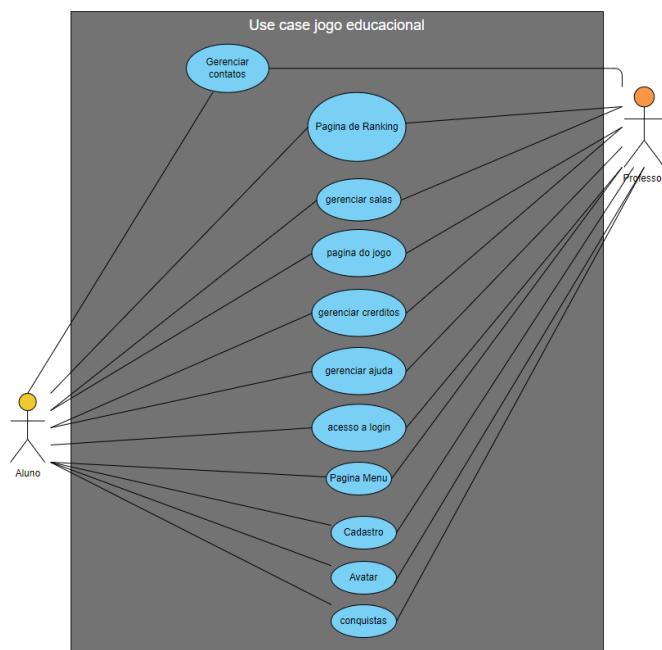 Use case jogo educacional
Gerenciar
contatos
Pagina de Ranking
Professo
gerenciar salas
pagina do jogo
gerenciar crerditos
gerenciar ajuda
acesso a login
Aluno
Pagina Menu
Cadastro
Avatar
conquistas